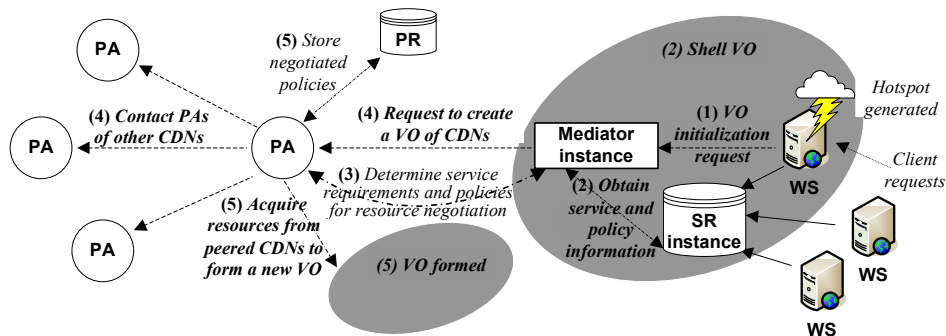 PA
(5) Store
negotiated
policies
PR
(2) Shell VO
Hotspot
generated
(4) Contact PAs
of other CDNs
PA
PA
(4) Request to create
a VO of CDNs
Mediator
instance
(1) VO
initialization
request
WS
Client
requests
(3) Determine service
requirements and policies
for resource negotiation
(2) Obtain
service and
policy
information
SR
instance
WS
WS
PA
(5) Acquire
resources from
peered CDNs to
form a new VO
(5) VO formed